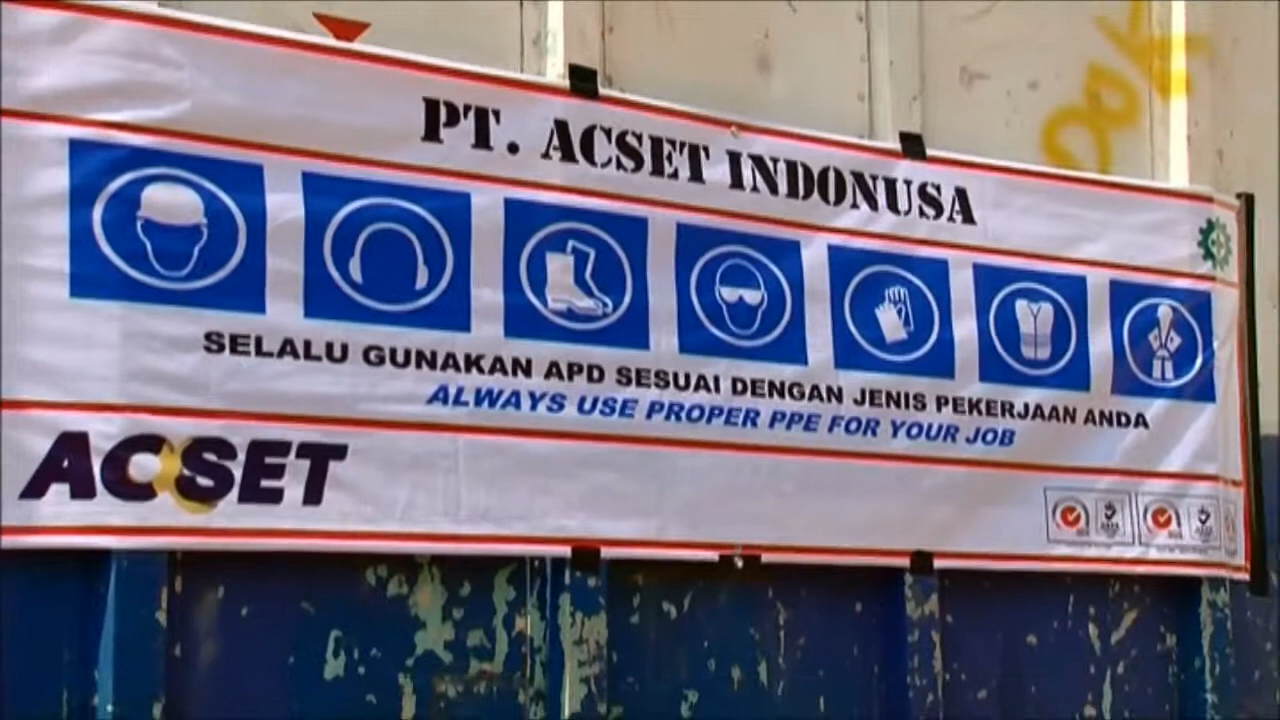 PT. ACSET INDONUSA
SELALU GUNAKAN APD SESUAI DENGAN JENIS PEKERJAAN ANDA
ALWAYS USE PROPER PPE FOR YOUR JOB
ACSET